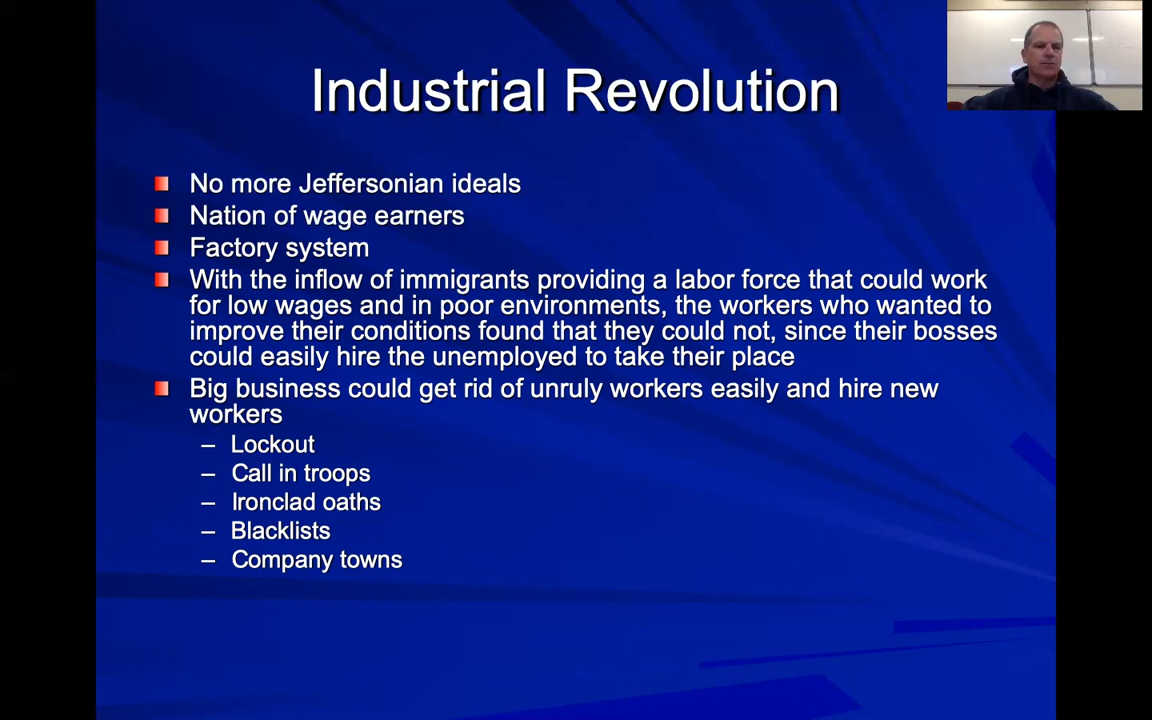 Industrial Revolution
No more Jeffersonian ideals
Nation of wage earners
Factory system
With the inflow of immigrants providing a labor force that could work
for low wages and in poor environments, the workers who wanted to
improve their conditions found that they could not, since their bosses
could easily hire the unemployed to take their place
Big business could get rid of unruly workers easily and hire new
workers
– Lockout
– Call in troops
– Ironclad oaths
– Blacklists
– Company towns